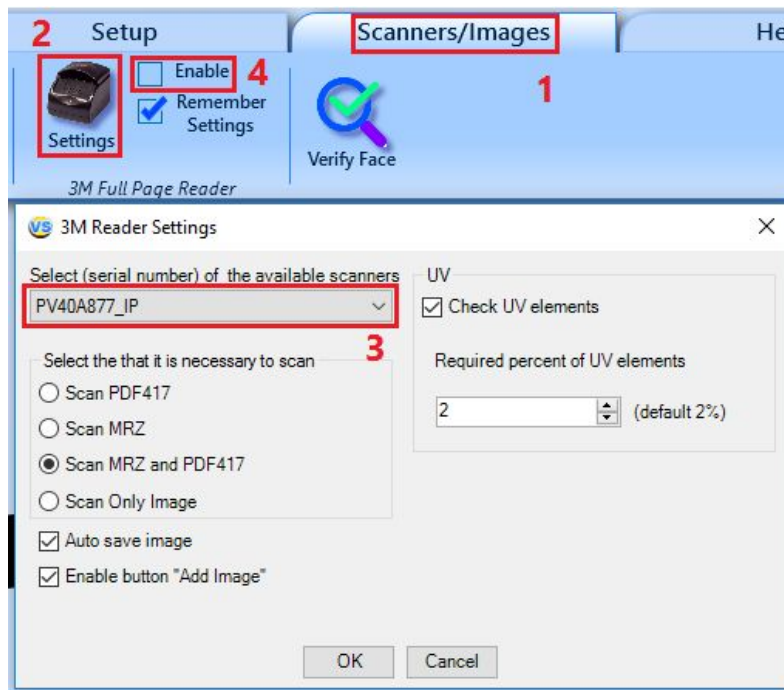 2
Setup
Scanners/Images
He
Enable
4
Remember
Settings
1
Settings
Verify Face
3M Full Page Reader
VS 3M Reader Settings
Select (serial number) of the available scanners
PV40A877_IP
3
Select the that it is necessary to scan
Scan PDF417
Scan MRZ
Scan MRZ and PDF417
Scan Only Image
Auto save image
Enable button "Add Image"
UV
Check UV elements
Required percent of UV elements
2 (default 2%)
OK
Cancel